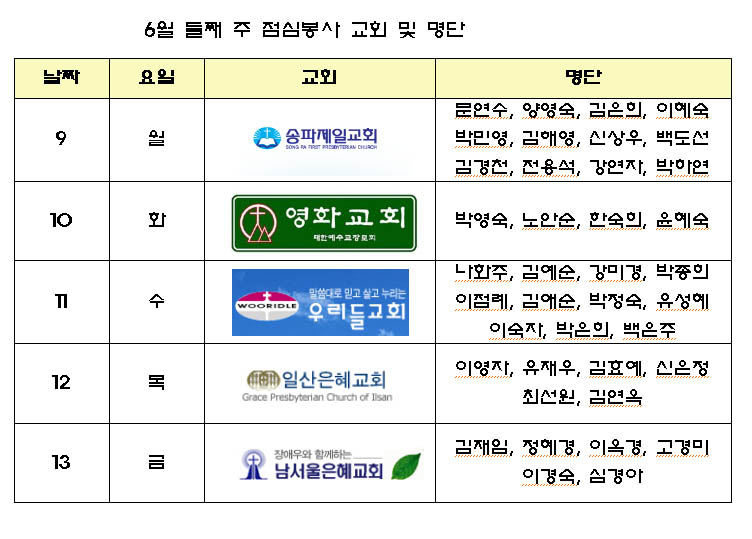 6월 둘째 주 점심봉사 교회 및 명단
날짜 요일 교회 명단
9 월 송파제일교회 SONG PA FIRST PRESBYTERIAN CHURCH
문연수, 양영숙, 김은희, 이혜숙
박민영, 김해영, 신상우, 백도선
김경천, 전용석, 강연자, 박하연
10 화 영화교회 대한예수교장로회 박영숙, 노안순, 한숙희, 윤혜숙
11 수 WOORIDLE 말씀대로 믿고 살고 누리는 우리들교회
나화주, 김예순, 강미경, 박종희
이점례, 김애순, 박정숙, 유성혜
이숙자, 박은희, 백은주
12 목 일산은혜교회 Grace Presbyterian Church of Ilsan
이영자, 유재우, 김효예, 신은정
최선원, 김연옥
13 금 장애우와 함께하는 남서울은혜교회
김재임, 정혜경, 이옥경, 고경미
이경숙, 심경아